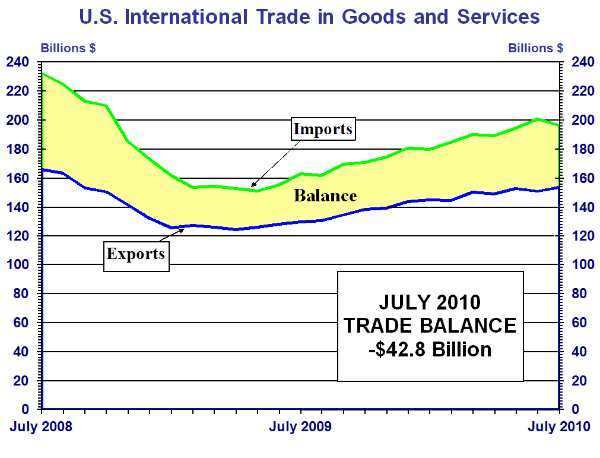 U.S. International Trade in Goods and Services
Billions $ Billions $
240 240
220 220
200 200
180 180
160 160
140 140
120 120
100 100
80 80
60 60
40 40
20 20
0 0
Imports
Balance
Exports
JULY 2010
TRADE BALANCE
-$42.8 Billion
July 2008 July 2009 July 2010